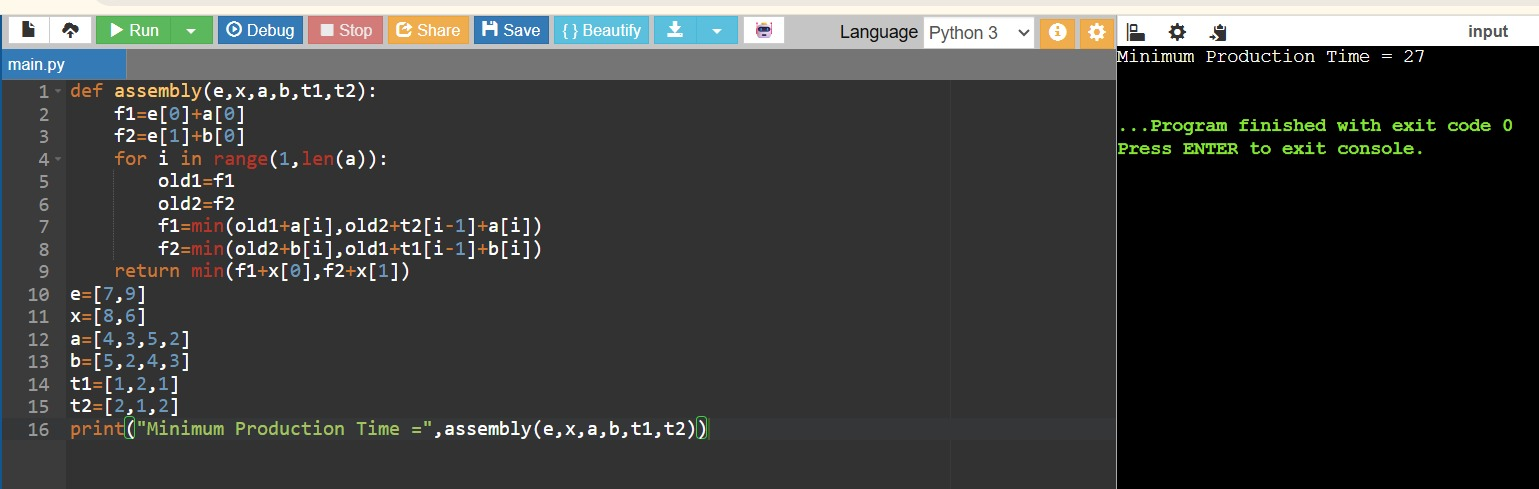 Run Debug Stop Share Save { } Beautify Language Python 3 input
main.py
1 def assembly(e,x,a,b,t1,t2):
2     f1=e[0]+a[0]
3     f2=e[1]+b[0]
4     for i in range(1,len(a)):
5         old1=f1
6         old2=f2
7         f1=min(old1+a[i],old2+t2[i-1]+a[i])
8         f2=min(old2+b[i],old1+t1[i-1]+b[i])
9     return min(f1+x[0],f2+x[1])
10 e=[7,9]
11 x=[8,6]
12 a=[4,3,5,2]
13 b=[5,2,4,3]
14 t1=[1,2,1]
15 t2=[2,1,2]
16 print("Minimum Production Time =",assembly(e,x,a,b,t1,t2))
Minimum Production Time = 27
...Program finished with exit code 0
Press ENTER to exit console.